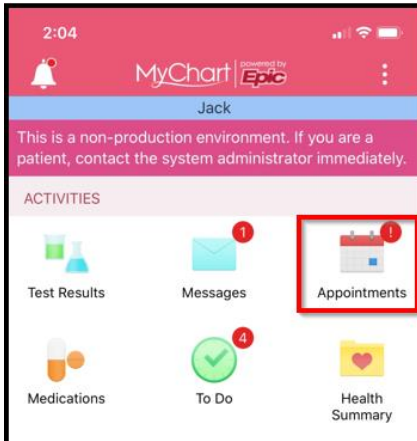 2:04
MyChart powered by Epic
Jack
This is a non-production environment. If you are a
patient, contact the system administrator immediately.
ACTIVITIES
1 !
Test Results Messages Appointments
4
Medications To Do Health
Summary